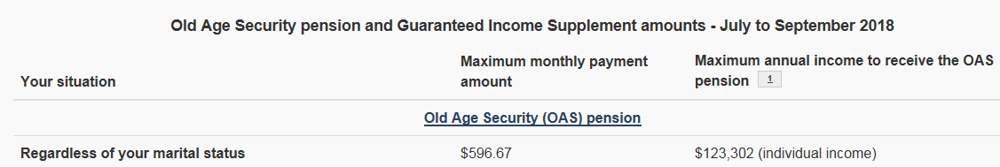 Old Age Security pension and Guaranteed Income Supplement amounts - July to September 2018
Your situation
Maximum monthly payment
amount
Maximum annual income to receive the OAS
pension 1
Old Age Security (OAS) pension
Regardless of your marital status $596.67 $123,302 (individual income)